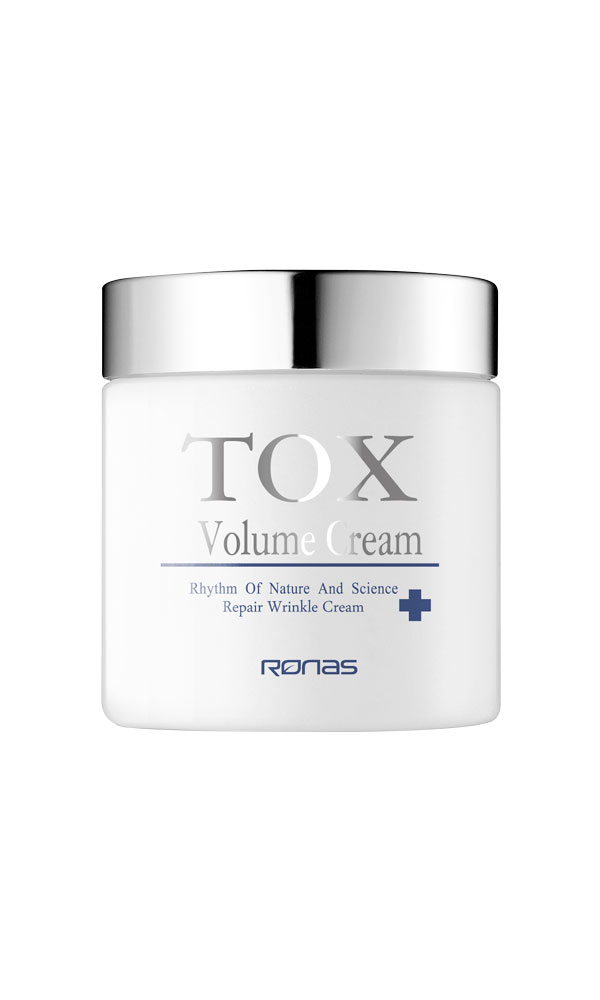 TOX
Volume Cream
Rhythm Of Nature And Science
Repair Wrinkle Cream
RONAS